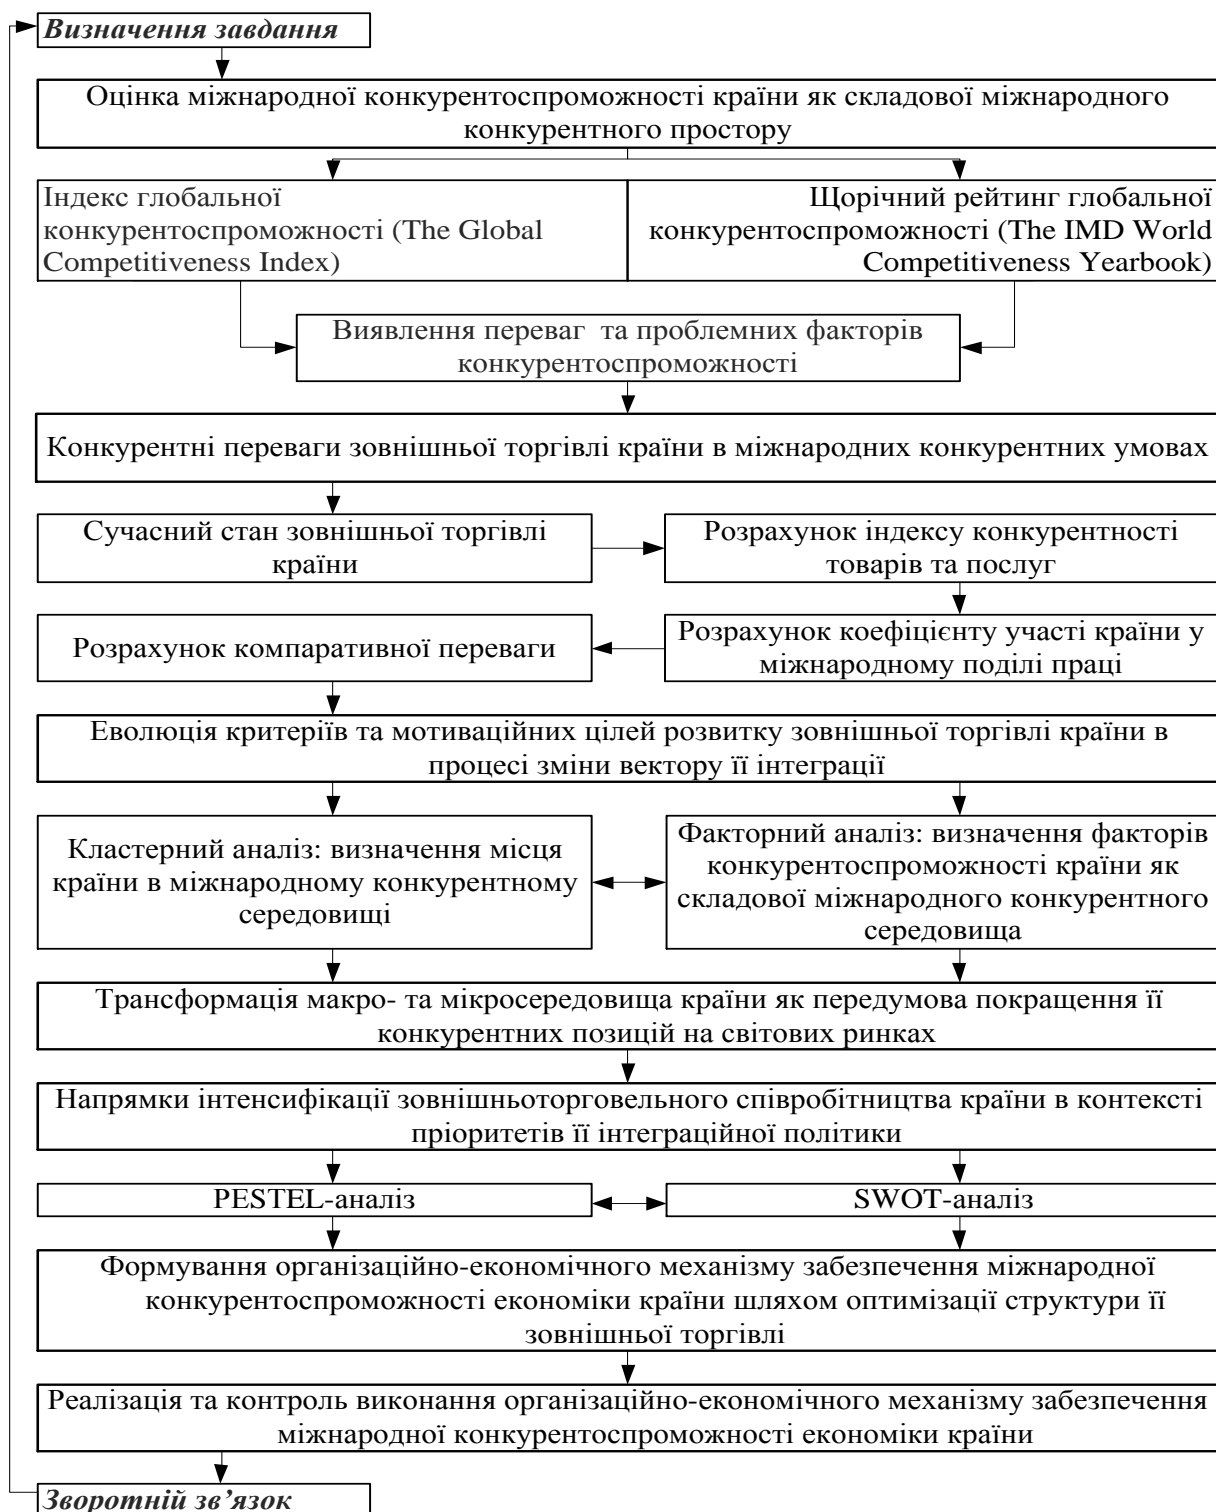 Визначення завдання
Оцінка міжнародної конкурентоспроможності країни як складової міжнародного
конкурентного простору
Індекс глобальної
конкурентоспроможності (The Global
Competitiveness Index)
Щорічний рейтинг глобальної
конкурентоспроможності (The IMD World
Competitiveness Yearbook)
Виявлення переваг та проблемних факторів
конкурентоспроможності
Конкурентні переваги зовнішньої торгівлі країни в міжнародних конкурентних умовах
Сучасний стан зовнішньої торгівлі
країни
Розрахунок індексу конкурентності
товарів та послуг
Розрахунок компаративної переваги
Розрахунок коефіцієнту участі країни у
міжнародному поділі праці
Еволюція критеріїв та мотиваційних цілей розвитку зовнішньої торгівлі країни в
процесі зміни вектору її інтеграції
Кластерний аналіз: визначення місця
країни в міжнародному конкурентному
середовищі
Факторний аналіз: визначення факторів
конкурентоспроможності країни як
складової міжнародного конкурентного
середовища
Трансформація макро- та мікросередовища країни як передумова покращення її
конкурентних позицій на світових ринках
Напрямки інтенсифікації зовнішньоторговельного співробітництва країни в контексті
пріоритетів її інтеграційної політики
PESTEL-аналіз
SWOT-аналіз
Формування організаційно-економічного механізму забезпечення міжнародної
конкурентоспроможності економіки країни шляхом оптимізації структури її
зовнішньої торгівлі
Реалізація та контроль виконання організаційно-економічного механізму забезпечення
міжнародної конкурентоспроможності економіки країни
Зворотній зв’язок